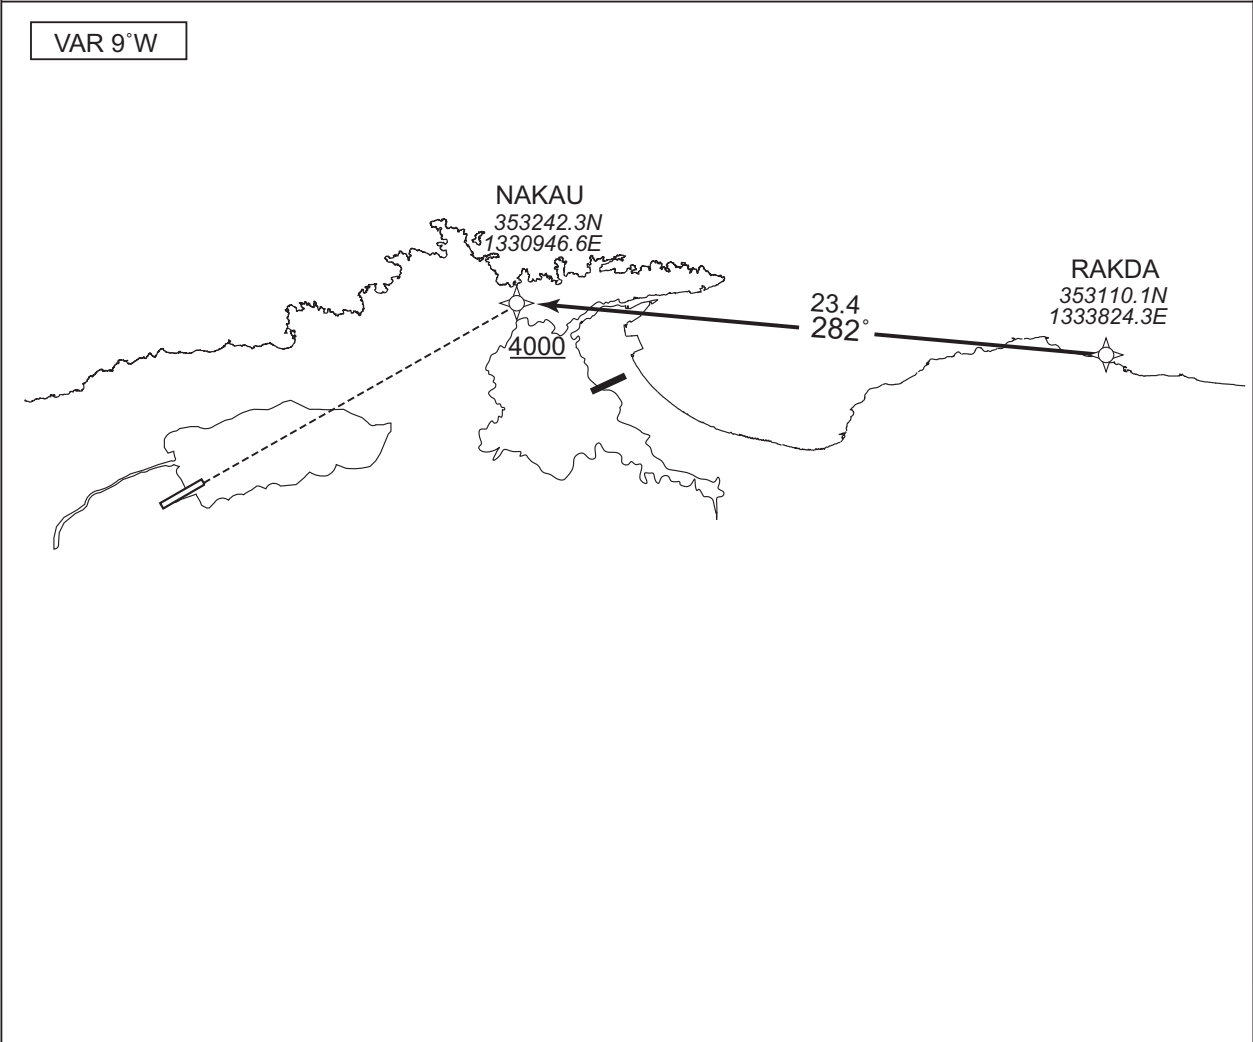 VAR 9˚W
NAKAU
353242.3N
1330946.6E
4000
23.4
282˚
RAKDA
353110.1N
1333824.3E